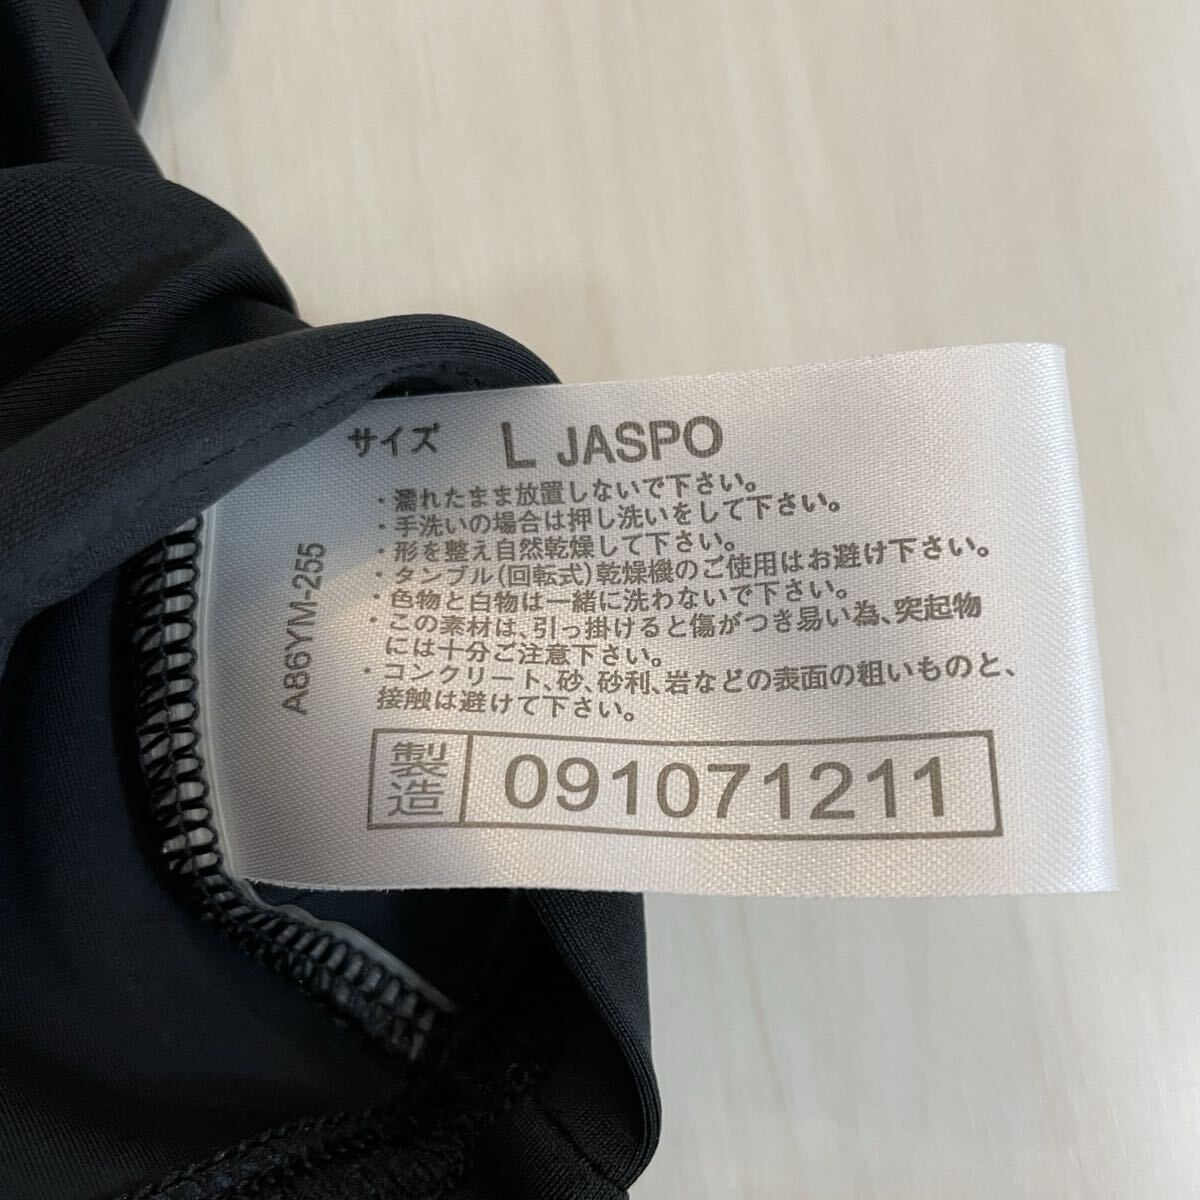 サイズ L JASPO
・濡れたまま放置しないで下さい。
・手洗いの場合は押し洗いをして下さい。
・形を整え自然乾燥して下さい。
・タンブル(回転式)乾燥機のご使用はお避け下さい。
・色物と白物は一緒に洗わないで下さい。
・この素材は、引っ掛けると傷がつき易い為、突起物
には十分ご注意下さい。
・コンクリート、砂、砂利、岩などの表面の粗いものと、
接触は避けて下さい。
製造 091071211
A86YM-255